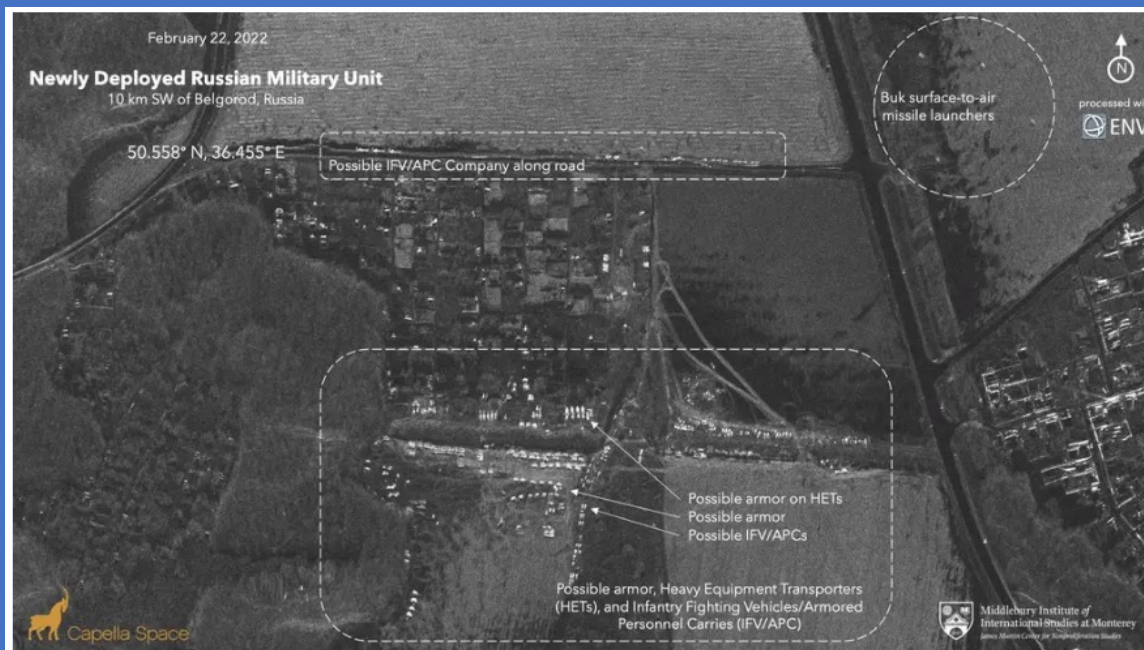 February 22, 2022
Newly Deployed Russian Military Unit
10 km SW of Belgorod, Russia
50.558° N, 36.455° E
Possible IFV/APC Company along road
Buk surface-to-air
missile launchers
N
processed wi
ENV
Possible armor on HETs
Possible armor
Possible IFV/APCs
Possible armor, Heavy Equipment Transporters
(HETs), and Infantry Fighting Vehicles/Armored
Personnel Carries (IFV/APC)
Capella Space
Middlebury Institute of
International Studies at Monterey
James Martin Center for Nonproliferation Studies